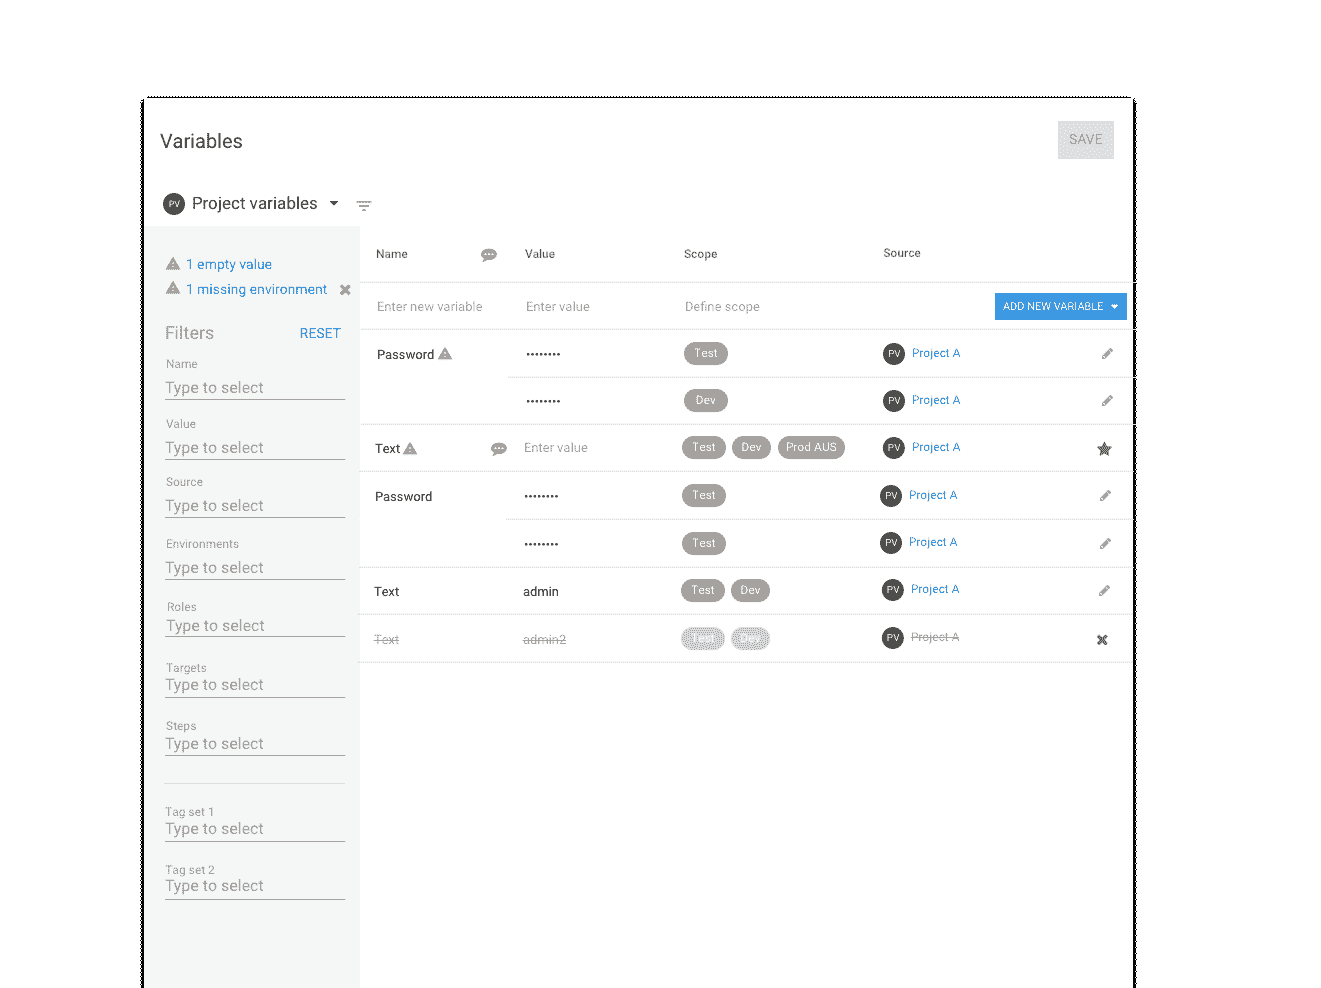 Variables
SAVE
PV Project variables
1 empty value
1 missing environment
Filters RESET
Name
Type to select
Value
Type to select
Source
Type to select
Environments
Type to select
Roles
Type to select
Targets
Type to select
Steps
Type to select
Tag set 1
Type to select
Tag set 2
Type to select
Name Value Scope Source
Enter new variable Enter value Define scope ADD NEW VARIABLE
Password •••••••• Test PV Project A
•••••••• Dev PV Project A
Text Enter value Test Dev Prod AUS PV Project A
Password •••••••• Test PV Project A
•••••••• Test PV Project A
Text admin Test Dev PV Project A
Text admin2 Test Dev PV Project A